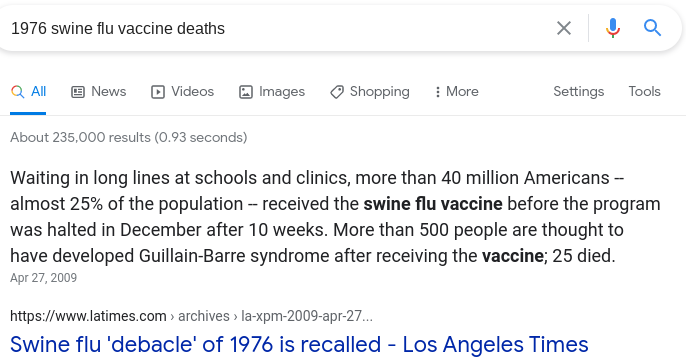 1976 swine flu vaccine deaths
All News Videos Images Shopping More Settings Tools
About 235,000 results (0.93 seconds)
Waiting in long lines at schools and clinics, more than 40 million Americans --
almost 25% of the population -- received the swine flu vaccine before the program
was halted in December after 10 weeks. More than 500 people are thought to
have developed Guillain-Barre syndrome after receiving the vaccine; 25 died.
Apr 27, 2009
https://www.latimes.com › archives › la-xpm-2009-apr-27...
Swine flu 'debacle' of 1976 is recalled - Los Angeles Times